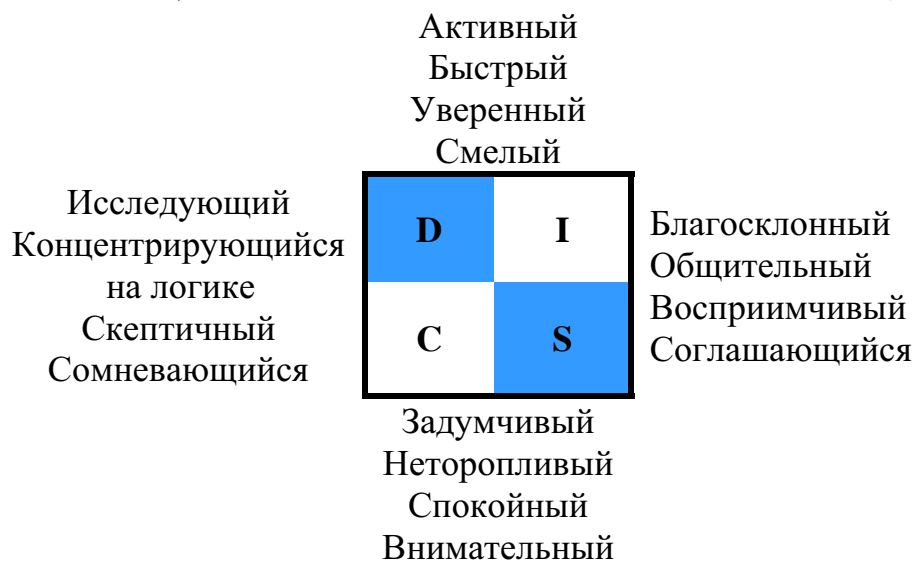 Активный
Быстрый
Уверенный
Смелый
Исследующий
Концентрирующийся
на логике
Скептичный
Сомневающийся
D I
C S
Благосклонный
Общительный
Восприимчивый
Соглашающийся
Задумчивый
Неторопливый
Спокойный
Внимательный